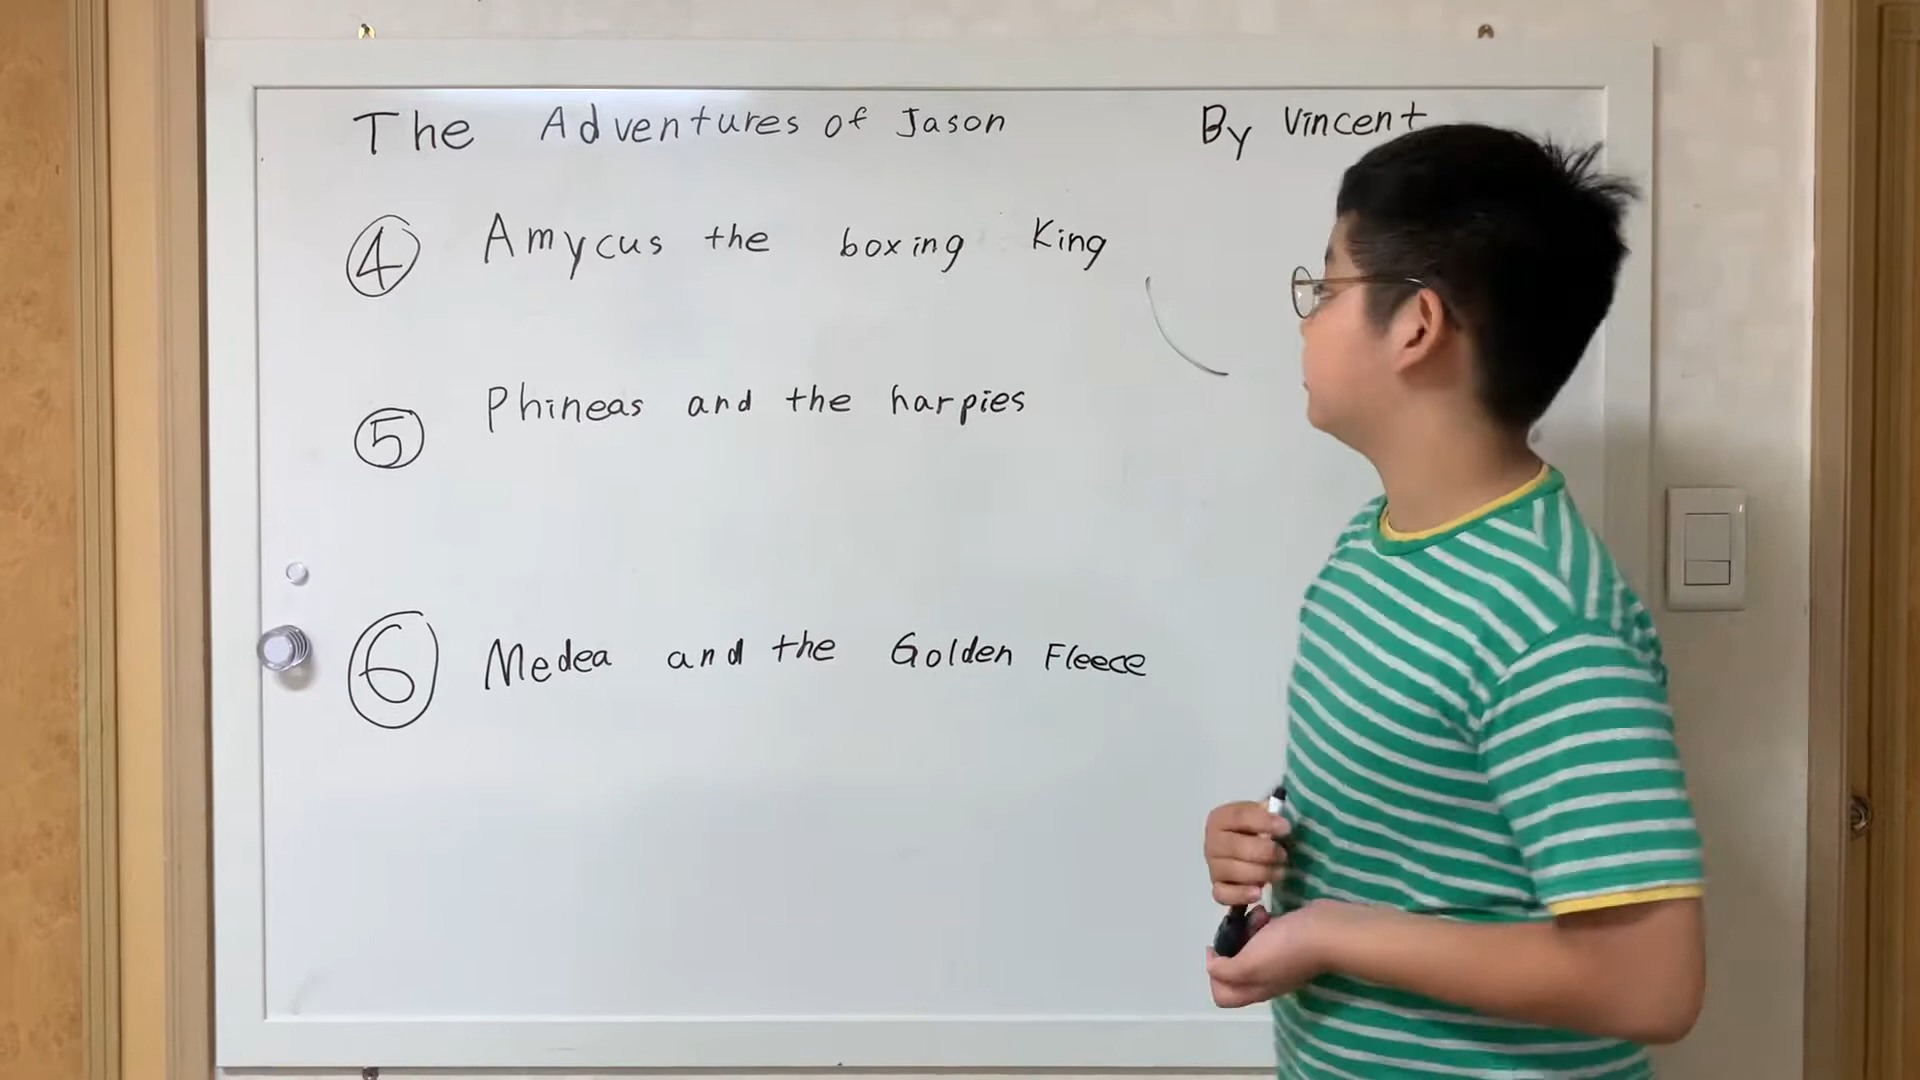 The Adventures of Jason By Vincent
4 Amycus the boxing King
5 Phineas and the harpies
6 Medea and the Golden Fleece